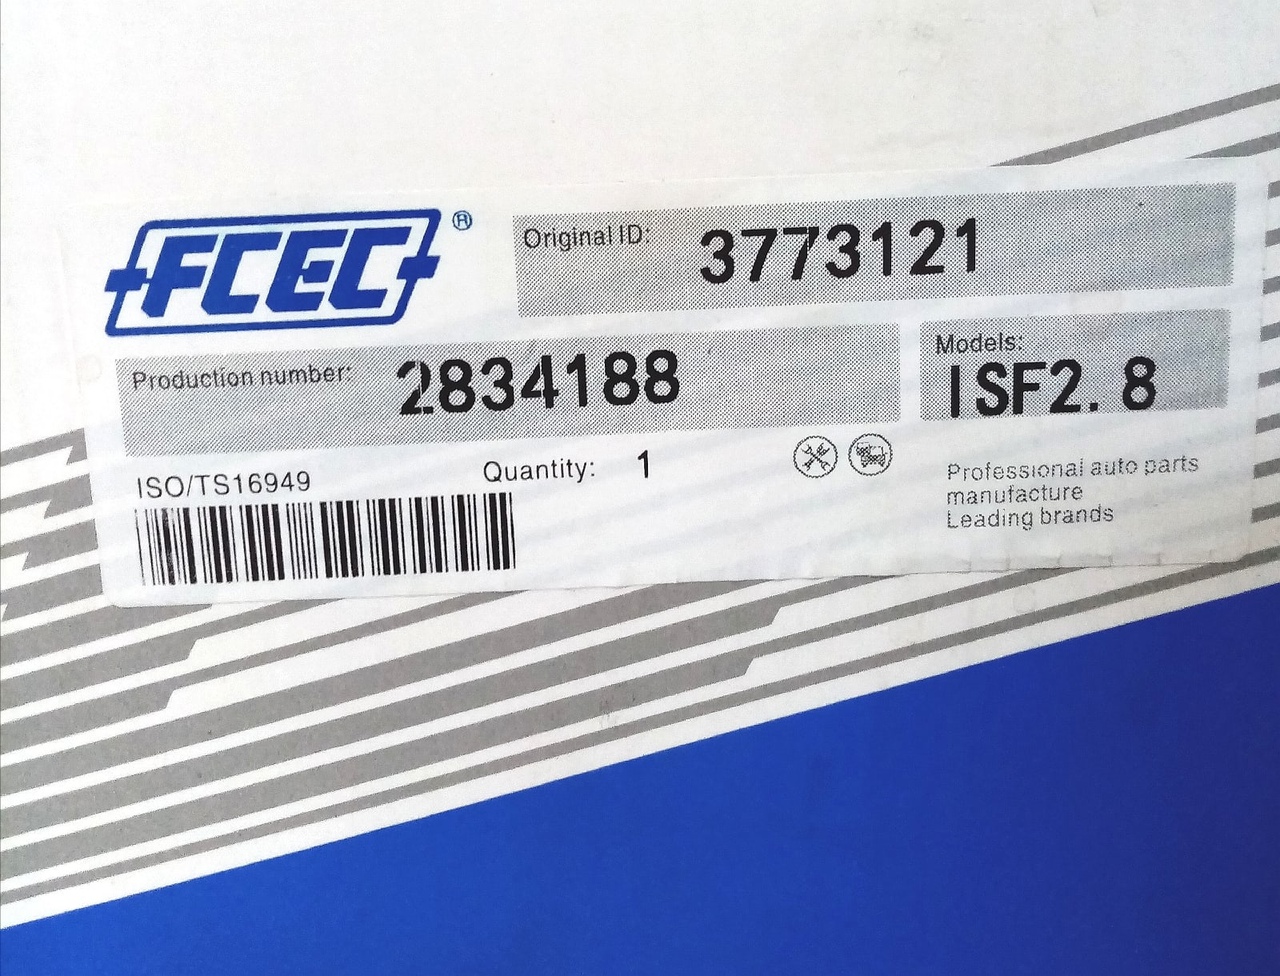 FCEC®
Original ID: 3773121
Production number: 2834188
Models:
ISF2.8
ISO/TS16949
Quantity: 1
Professional auto parts
manufacture
Leading brands